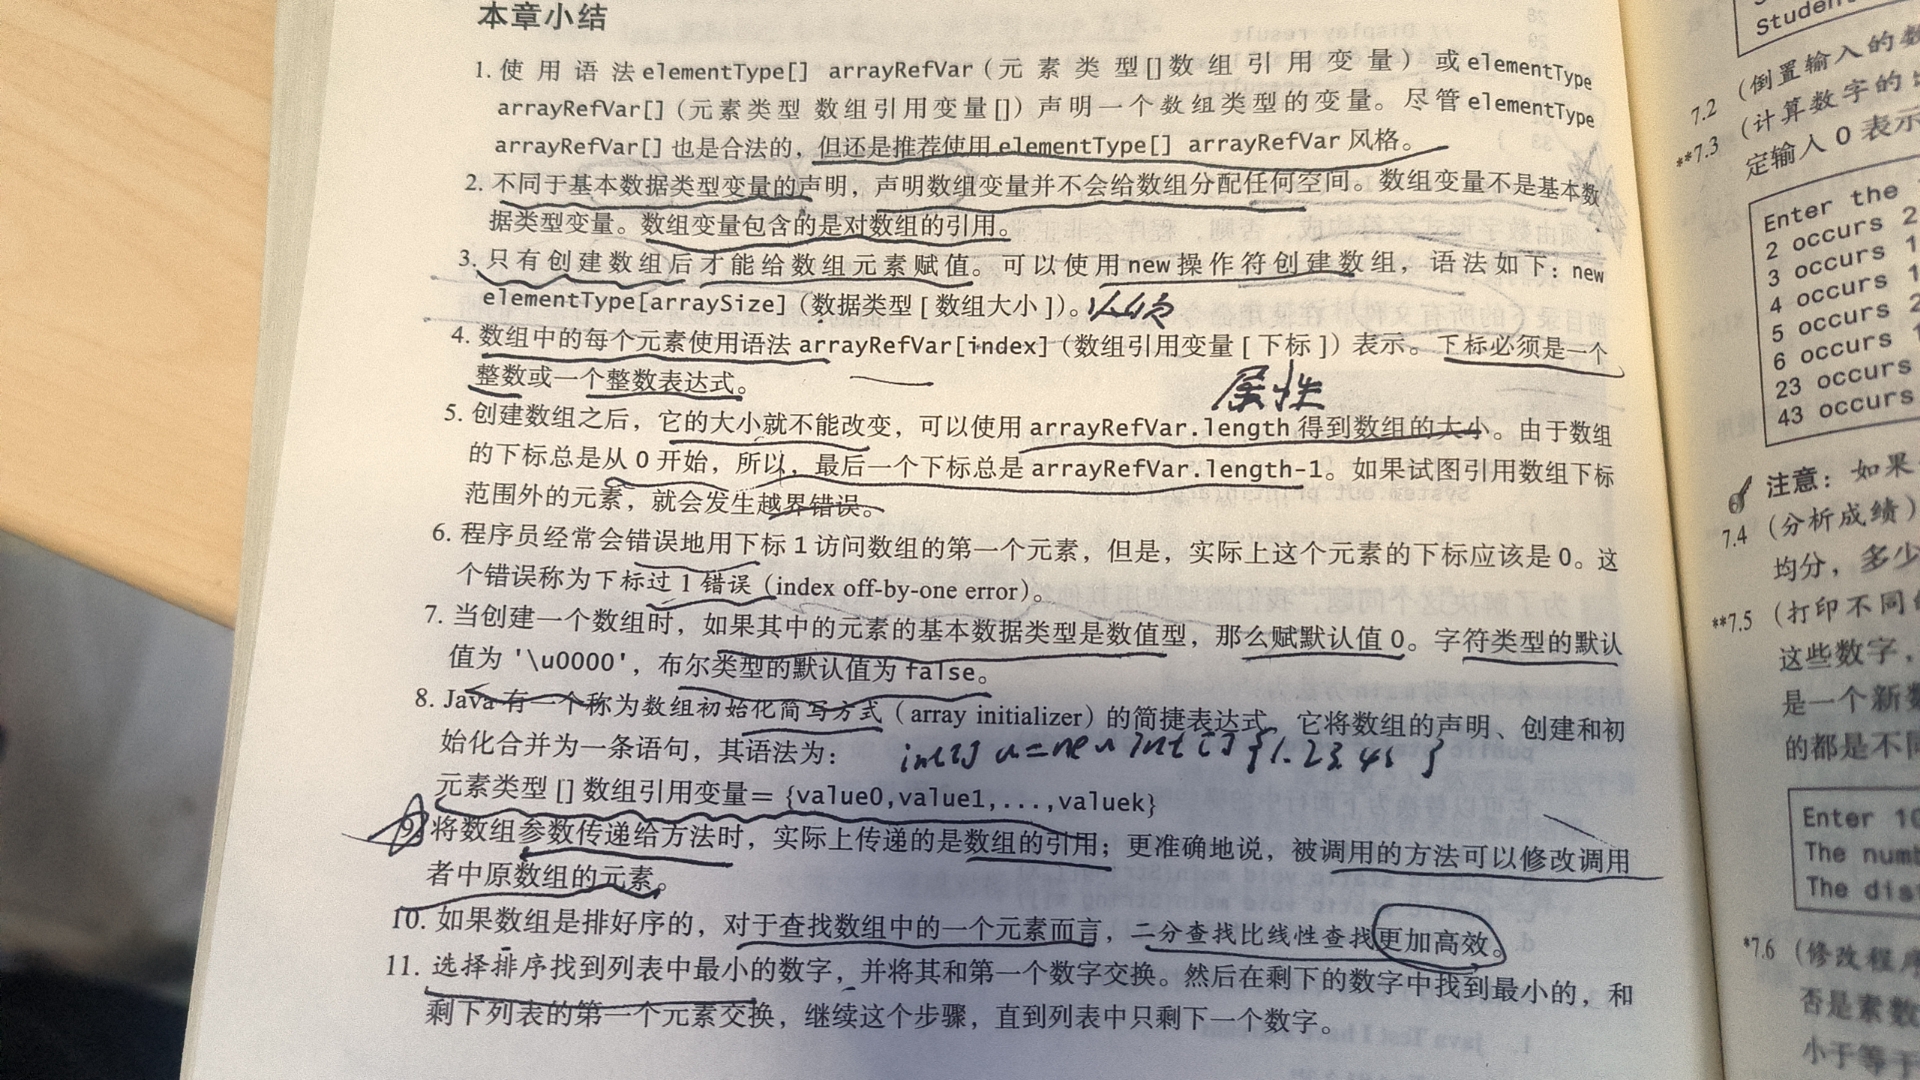 本章小结
1. 使用语法 elementType[] arrayRefVar(元素类型[]数组引用变量)或 elementType
arrayRefVar[](元素类型 数组引用变量[])声明一个数组类型的变量。尽管 elementType
arrayRefVar[] 也是合法的，但还是推荐使用 elementType[] arrayRefVar 风格。
2. 不同于基本数据类型变量的声明，声明数组变量并不会给数组分配任何空间。数组变量不是基本数
据类型变量。数组变量包含的是对数组的引用。
3. 只有创建数组后才能给数组元素赋值。可以使用 new 操作符创建数组，语法如下：new
elementType[arraySize](数据类型[数组大小])。
4. 数组中的每个元素使用语法 arrayRefVar[index](数组引用变量[下标])表示。下标必须是一个
整数或一个整数表达式。
属性
5. 创建数组之后，它的大小就不能改变，可以使用 arrayRefVar.length 得到数组的大小。由于数组
的下标总是从 0 开始，所以，最后一个下标总是 arrayRefVar.length-1。如果试图引用数组下标
范围外的元素，就会发生越界错误。
6. 程序员经常会错误地用下标 1 访问数组的第一个元素，但是，实际上这个元素的下标应该是 0。这
个错误称为下标过 1 错误(index off-by-one error)。
7. 当创建一个数组时，如果其中的元素的基本数据类型是数值型，那么赋默认值 0。字符类型的默认
值为 '\u0000'，布尔类型的默认值为 false。
8. Java 有一个称为数组初始化简写方式(array initializer)的简捷表达式，它将数组的声明、创建和初
始化合并为一条语句，其语法为：
元素类型 [] 数组引用变量 = {value0,value1,...,valuek}
9. 将数组参数传递给方法时，实际上传递的是数组的引用；更准确地说，被调用的方法可以修改调用
者中原数组的元素。
10. 如果数组是排好序的，对于查找数组中的一个元素而言，二分查找比线性查找更加高效。
11. 选择排序找到列表中最小的数字，并将其和第一个数字交换。然后在剩下的数字中找到最小的，和
剩下列表的第一个元素交换，继续这个步骤，直到列表中只剩下一个数字。
Student
7.2 (倒置输入的数
**7.3 (计算数字的
定输入 0 表示
Enter the
2 occurs 2
3 occurs 1
4 occurs 1
5 occurs 2
6 occurs 1
23 occurs
43 occurs
注意：如果
7.4 (分析成绩)
均分，多少
**7.5 (打印不同
这些数字，
是一个新数
的都是不同
Enter 10
The numb
The dist
*7.6 (修改程序
否是素数
小于等于